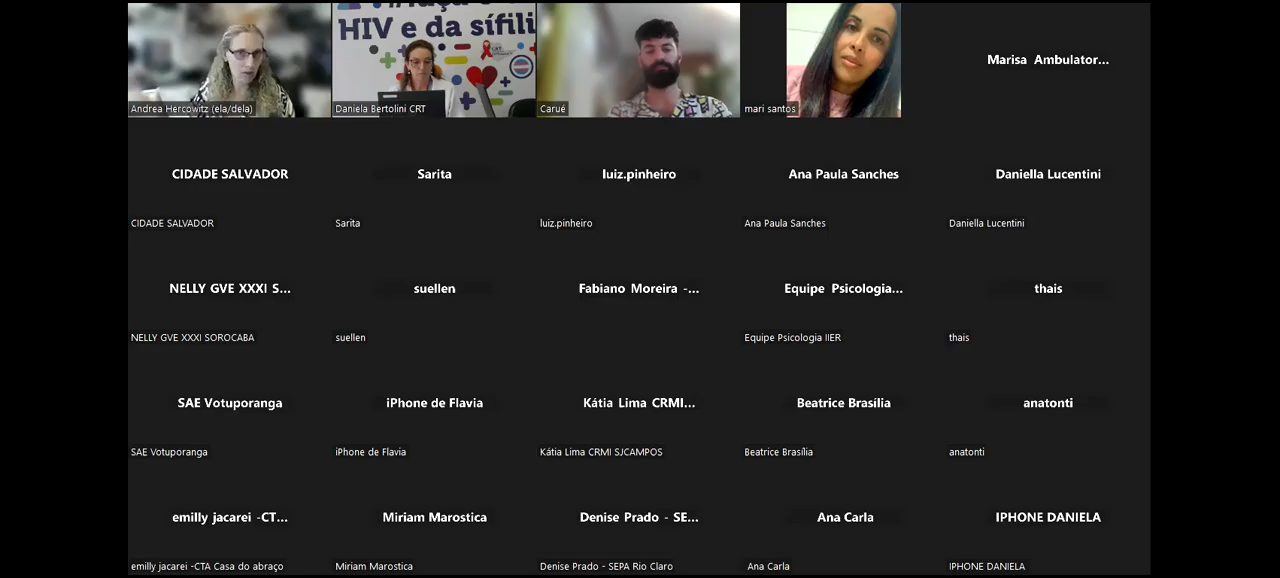 HIV e da sífili
CRT
Andrea Hercowitz (ela/dela)
Daniela Bertolini CRT
Carué
mari santos
Marisa Ambulator...
CIDADE SALVADOR
Sarita
luiz.pinheiro
Ana Paula Sanches
Daniella Lucentini
CIDADE SALVADOR
Sarita
luiz.pinheiro
Ana Paula Sanches
Daniella Lucentini
NELLY GVE XXXI S...
suellen
Fabiano Moreira -...
Equipe Psicologia...
thais
NELLY GVE XXXI SOROCABA
suellen
Equipe Psicologia IIER
thais
SAE Votuporanga
iPhone de Flavia
Kátia Lima CRMI...
Beatrice Brasília
anatonti
SAE Votuporanga
iPhone de Flavia
Kátia Lima CRMI SJCAMPOS
Beatrice Brasília
anatonti
emilly jacarei -CT...
Miriam Marostica
Denise Prado - SE...
Ana Carla
IPHONE DANIELA
emilly jacarei -CTA Casa do abraço
Miriam Marostica
Denise Prado - SEPA Rio Claro
Ana Carla
IPHONE DANIELA